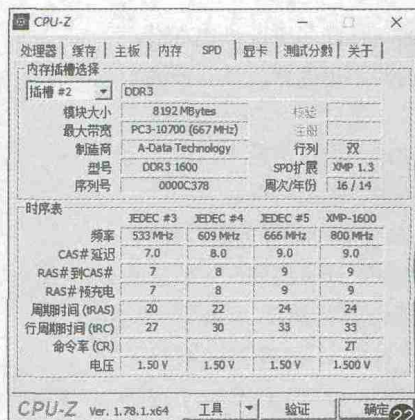 CPU-Z
处理器 缓存 主板 内存 SPD 显卡 测试分数 关于
内存插槽选择
插槽 #2 DDR3
模块大小 8192 MBytes 校验
最大带宽 PC3-10700 (667 MHz) 注册
制造商 A-Data Technology 行列 双
型号 DDR3 1600 SPD扩展 XMP 1.3
序列号 0000C378 周次/年份 16 / 14
时序表
JEDEC #3 JEDEC #4 JEDEC #5 XMP-1600
频率 533 MHz 609 MHz 666 MHz 800 MHz
CAS# 延迟 7.0 8.0 9.0 9.0
RAS# 到CAS# 7 8 9 9
RAS# 预充电 7 8 9 9
周期时间 (tRAS) 20 22 24 24
行周期时间 (tRC) 27 30 33 33
命令率 (CR) 2T
电压 1.50 V 1.50 V 1.50 V 1.500 V
CPU-Z Ver. 1.78.1.x64 工具 验证 确定